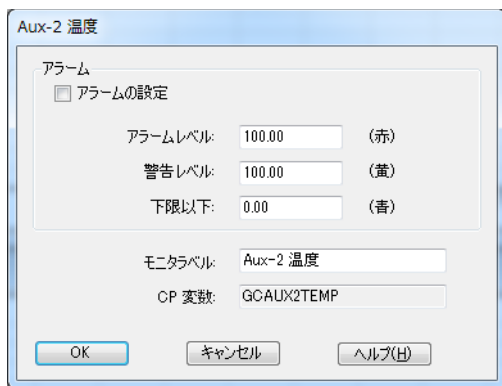 Aux-2 温度
アラーム
アラームの設定
アラームレベル: 100.00 (赤)
警告レベル: 100.00 (黄)
下限以下: 0.00 (青)
モニタラベル: Aux-2 温度
CP 変数: GCAUX2TEMP
OK キャンセル ヘルプ(H)